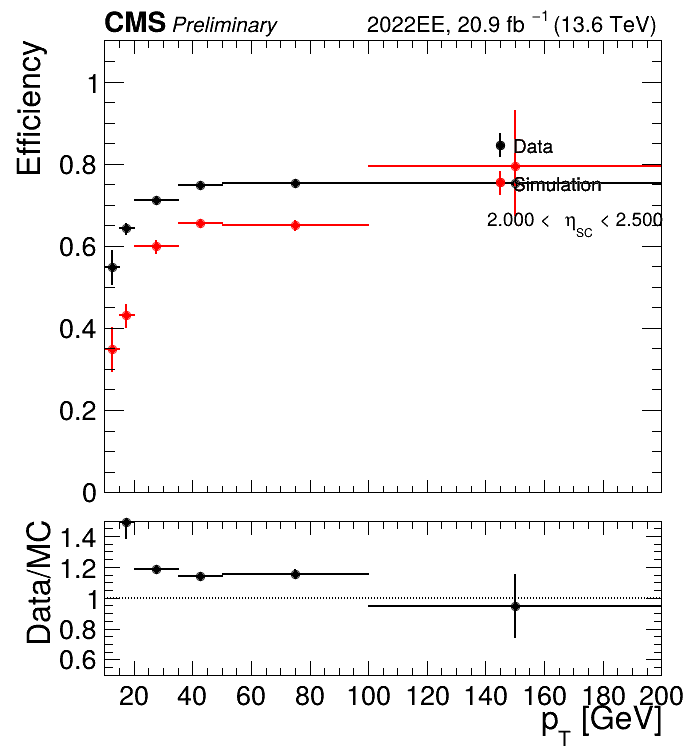 CMS Preliminary 2022EE, 20.9 fb⁻¹ (13.6 TeV)
Efficiency
1
0.8
0.6
0.4
0.2
0
Data
Simulation
2.000 < η_SC < 2.500
Data/MC
1.4
1.2
1
0.8
0.6
20 40 60 80 100 120 140 160 180 200
p_T [GeV]